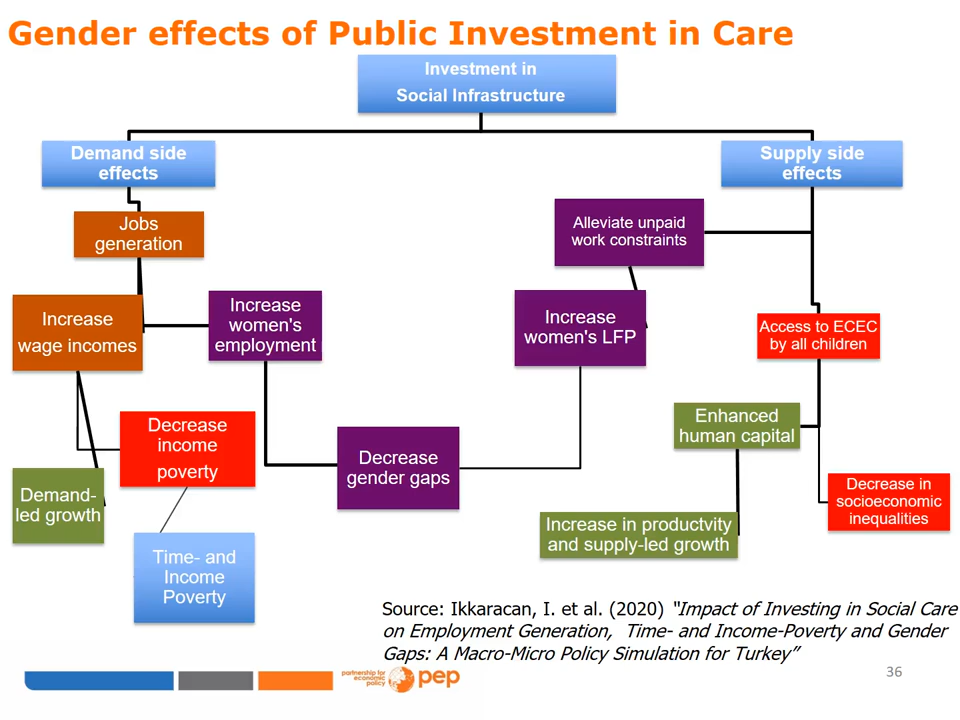 Gender effects of Public Investment in Care
Investment in
Social Infrastructure
Demand side
effects
Supply side
effects
Jobs
generation
Alleviate unpaid
work constraints
Increase
wage incomes
Increase
women's
employment
Increase
women's LFP
Access to ECEC
by all children
Decrease
income
poverty
Enhanced
human capital
Decrease
gender gaps
Demand-
led growth
Decrease in
socioeconomic
inequalities
Increase in productvity
and supply-led growth
Time- and
Income
Poverty
Source: Ikkaracan, I. et al. (2020) “Impact of Investing in Social Care
on Employment Generation, Time- and Income-Poverty and Gender
Gaps: A Macro-Micro Policy Simulation for Turkey”
partnership for
economic
policy
pep
36